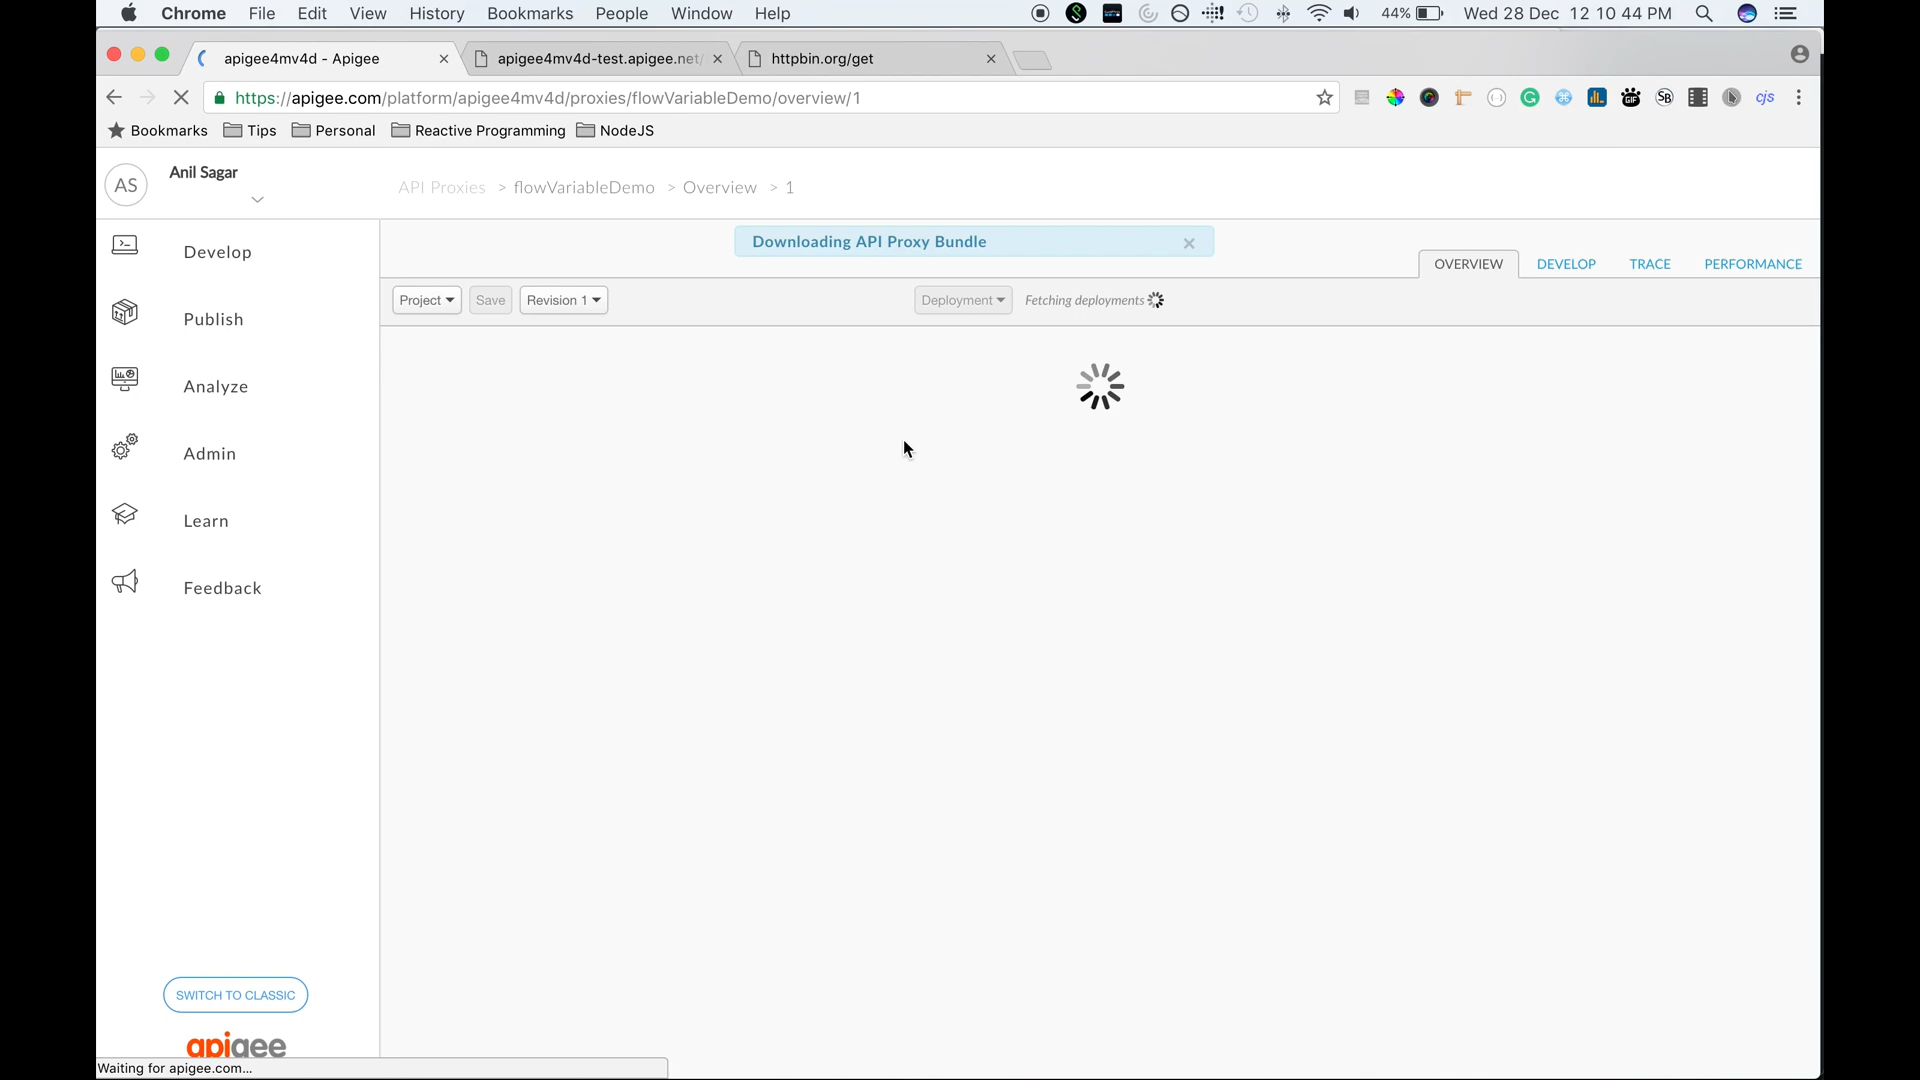 Chrome File Edit View History Bookmarks People Window Help 44% Wed 28 Dec 12 10 44 PM
apigee4mv4d - Apigee apigee4mv4d-test.apigee.net/ httpbin.org/get
https://apigee.com/platform/apigee4mv4d/proxies/flowVariableDemo/overview/1
Bookmarks Tips Personal Reactive Programming NodeJS
AS Anil Sagar
API Proxies > flowVariableDemo > Overview > 1
Downloading API Proxy Bundle
OVERVIEW DEVELOP TRACE PERFORMANCE
Project Save Revision 1 Deployment Fetching deployments
Develop
Publish
Analyze
Admin
Learn
Feedback
SWITCH TO CLASSIC
apigee
Waiting for apigee.com...